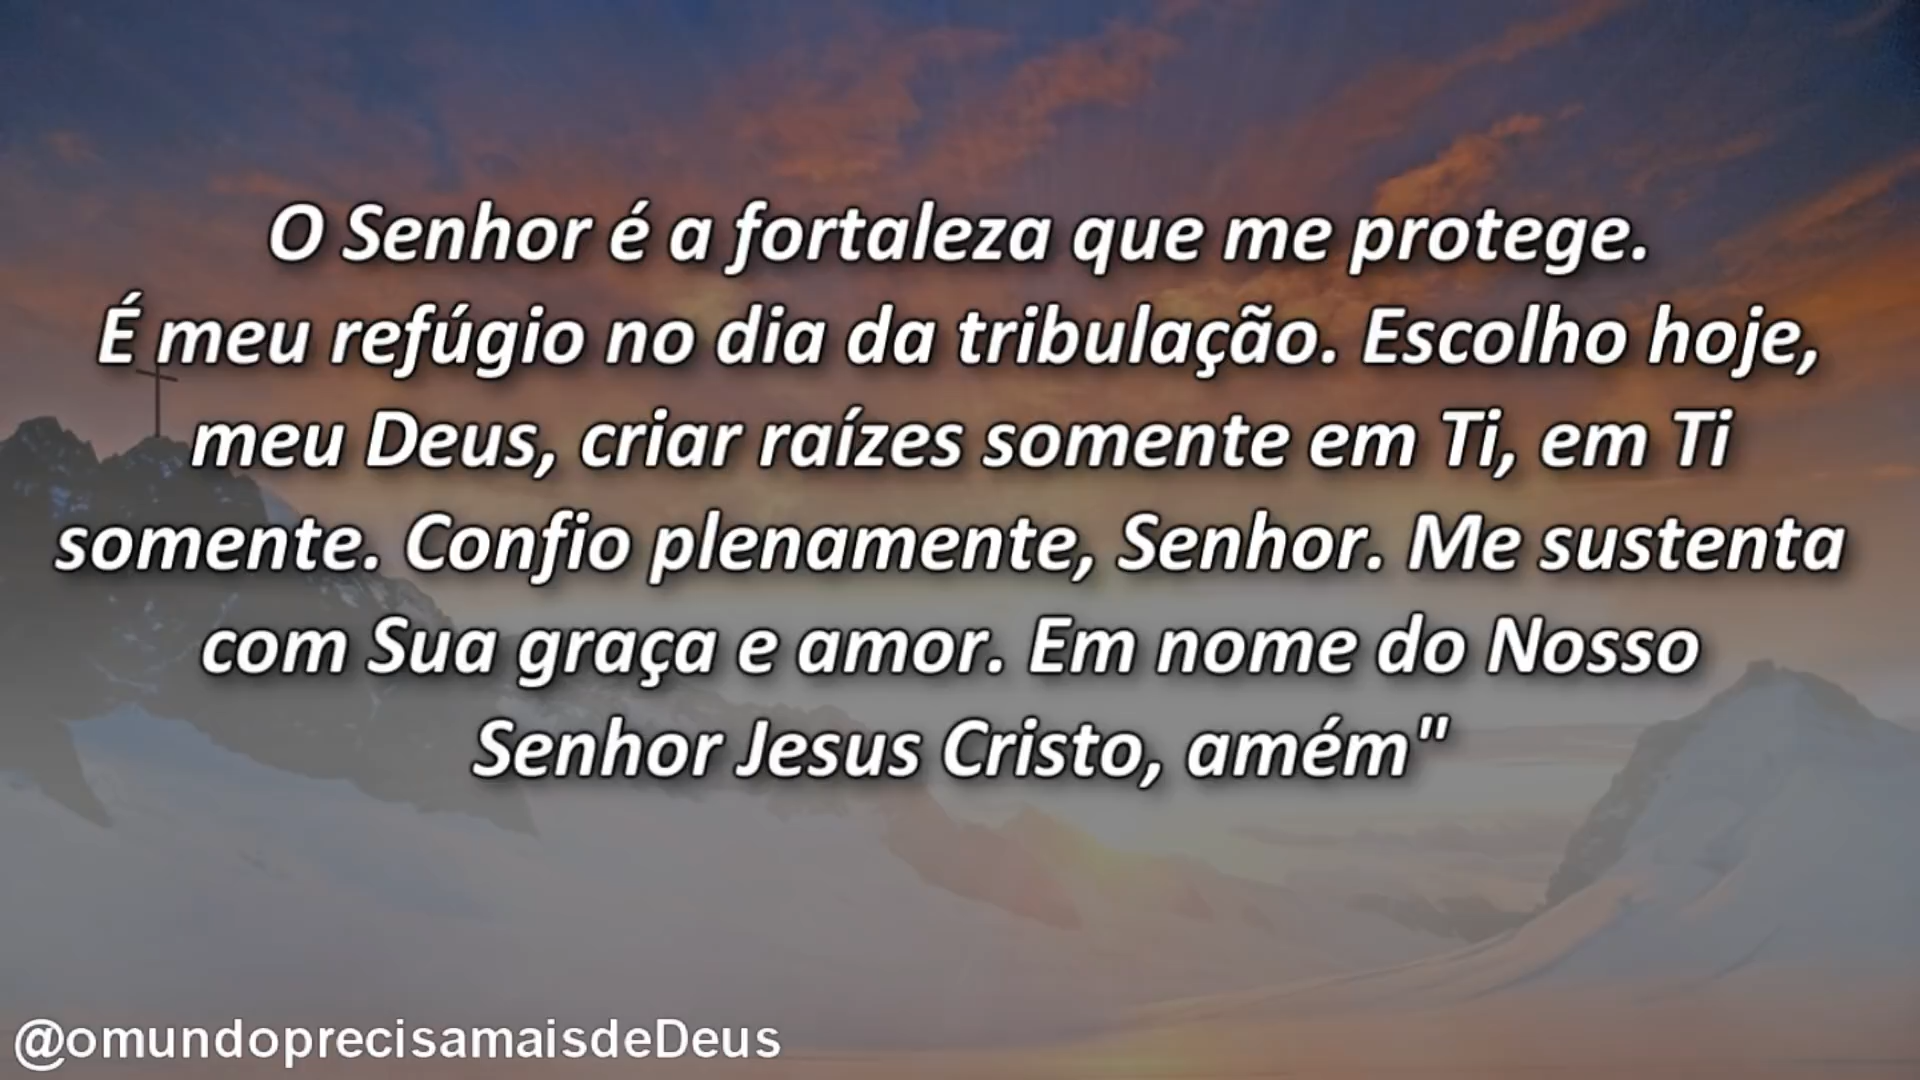 O Senhor é a fortaleza que me protege.
É meu refúgio no dia da tribulação. Escolho hoje,
meu Deus, criar raízes somente em Ti, em Ti
somente. Confio plenamente, Senhor. Me sustenta
com Sua graça e amor. Em nome do Nosso
Senhor Jesus Cristo, amém"
@omundoprecisamaisdeDeus